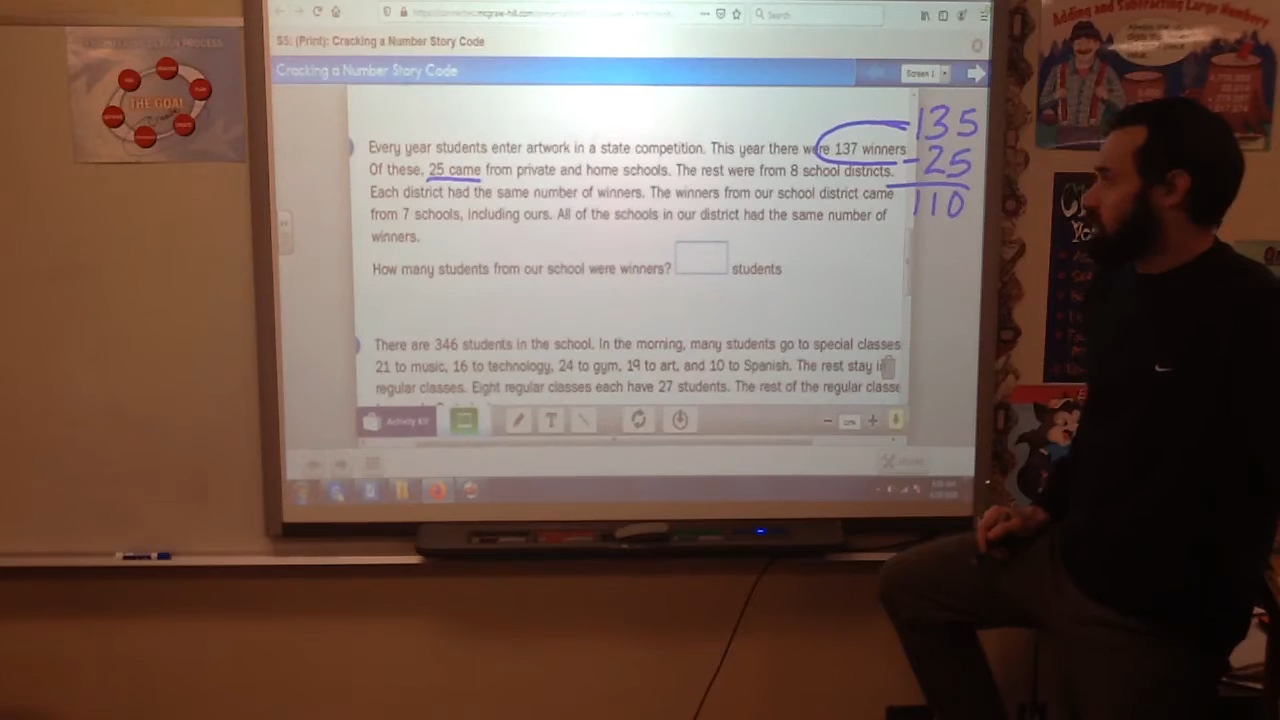 Adding and Subtracting Large Numbers
THE GOAL
Search
S5: (Print): Cracking a Number Story Code
Cracking a Number Story Code
Screen 1
Every year students enter artwork in a state competition. This year there were 137 winners
Of these, 25 came from private and home schools. The rest were from 8 school districts.
Each district had the same number of winners. The winners from our school district came
from 7 schools, including ours. All of the schools in our district had the same number of
winners.
How many students from our school were winners? students
135
-25
110
There are 346 students in the school. In the morning, many students go to special classes
21 to music, 16 to technology, 24 to gym, 19 to art, and 10 to Spanish. The rest stay i
regular classes. Eight regular classes each have 27 students. The rest of the regular classe
Activity Kit
T